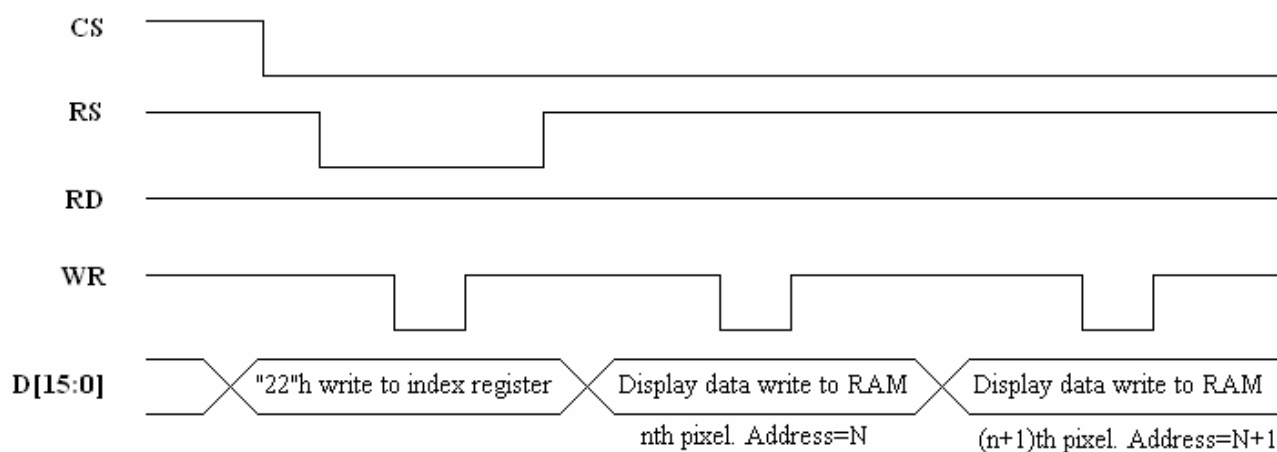 CS
RS
RD
WR
D[15:0]
"22"h write to index register
Display data write to RAM
Display data write to RAM
nth pixel. Address=N
(n+1)th pixel. Address=N+1